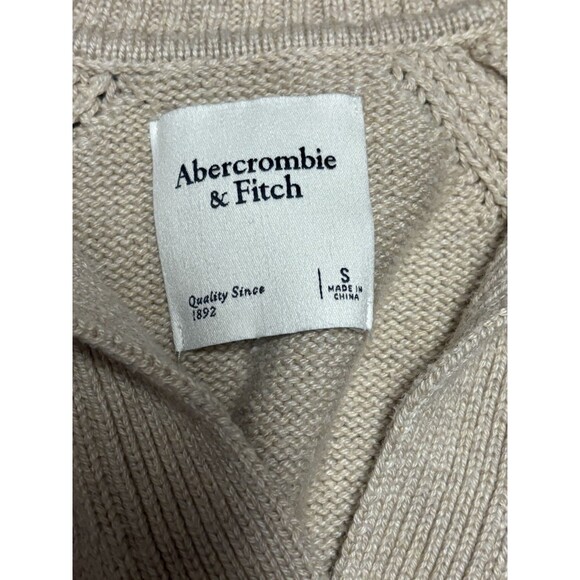 Abercrombie
& Fitch
Quality Since
1892
S
MADE IN
CHINA